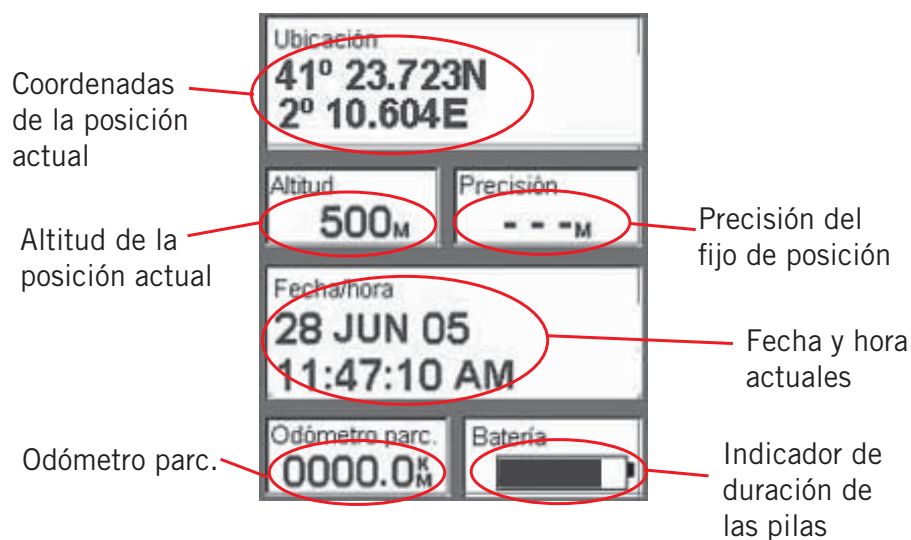 Ubicación
41º 23.723N
2º 10.604E
Coordenadas
de la posición
actual
Altitud
500M
Precisión
- - -M
Altitud de la
posición actual
Precisión del
fijo de posición
Fecha/hora
28 JUN 05
11:47:10 AM
Fecha y hora
actuales
Odómetro parc.
0000.0KM
Batería
Odómetro parc.
Indicador de
duración de
las pilas